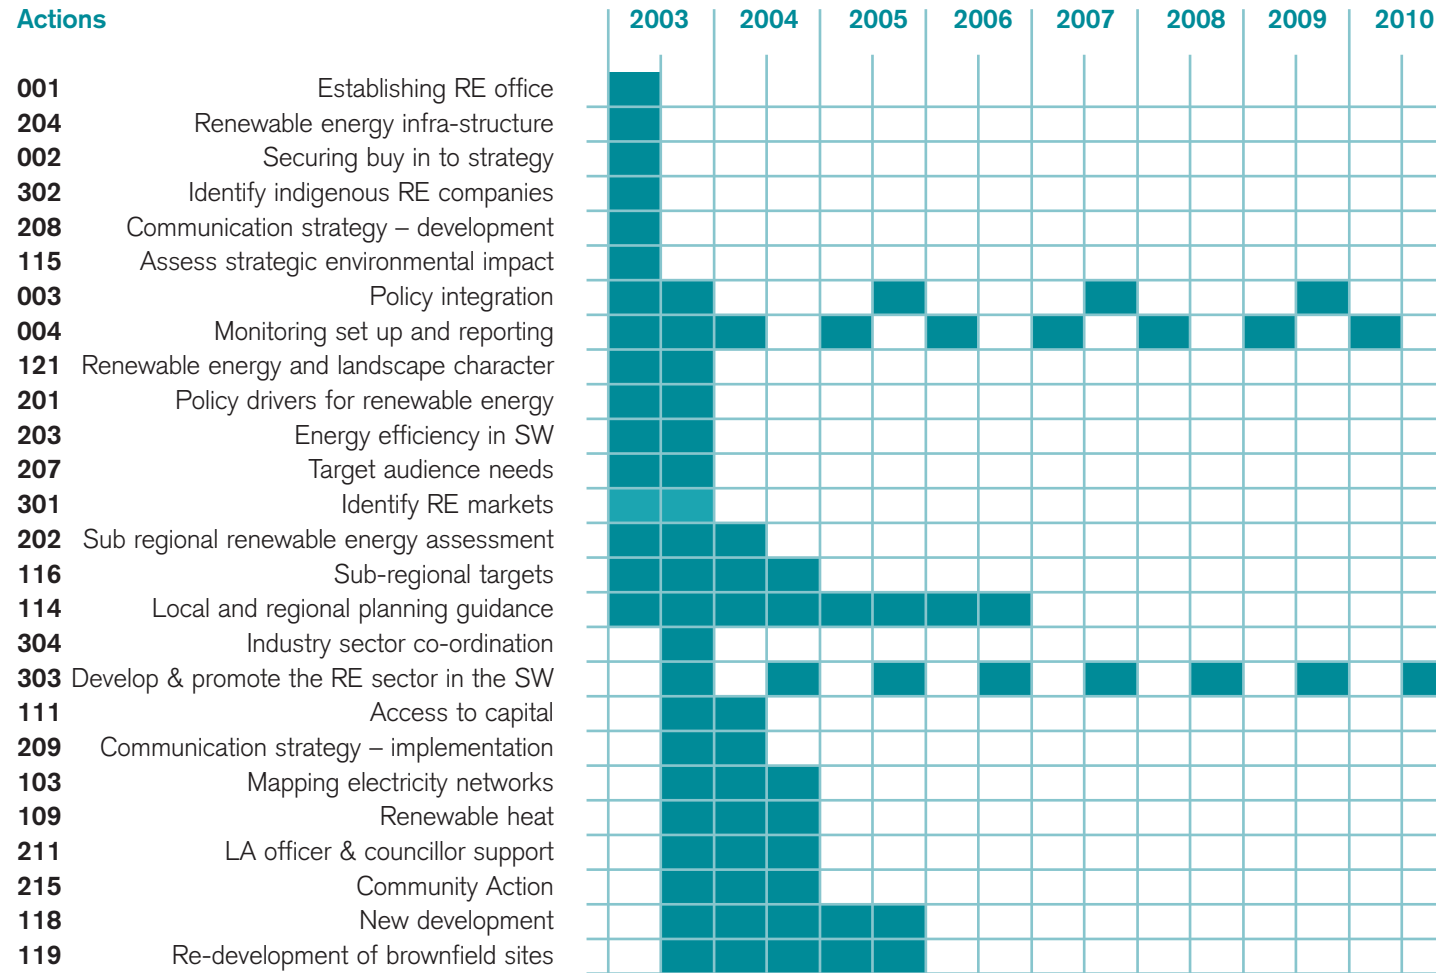 Actions 2003 2004 2005 2006 2007 2008 2009 2010
001 Establishing RE office
204 Renewable energy infra-structure
002 Securing buy in to strategy
302 Identify indigenous RE companies
208 Communication strategy – development
115 Assess strategic environmental impact
003 Policy integration
004 Monitoring set up and reporting
121 Renewable energy and landscape character
201 Policy drivers for renewable energy
203 Energy efficiency in SW
207 Target audience needs
301 Identify RE markets
202 Sub regional renewable energy assessment
116 Sub-regional targets
114 Local and regional planning guidance
304 Industry sector co-ordination
303 Develop & promote the RE sector in the SW
111 Access to capital
209 Communication strategy – implementation
103 Mapping electricity networks
109 Renewable heat
211 LA officer & councillor support
215 Community Action
118 New development
119 Re-development of brownfield sites